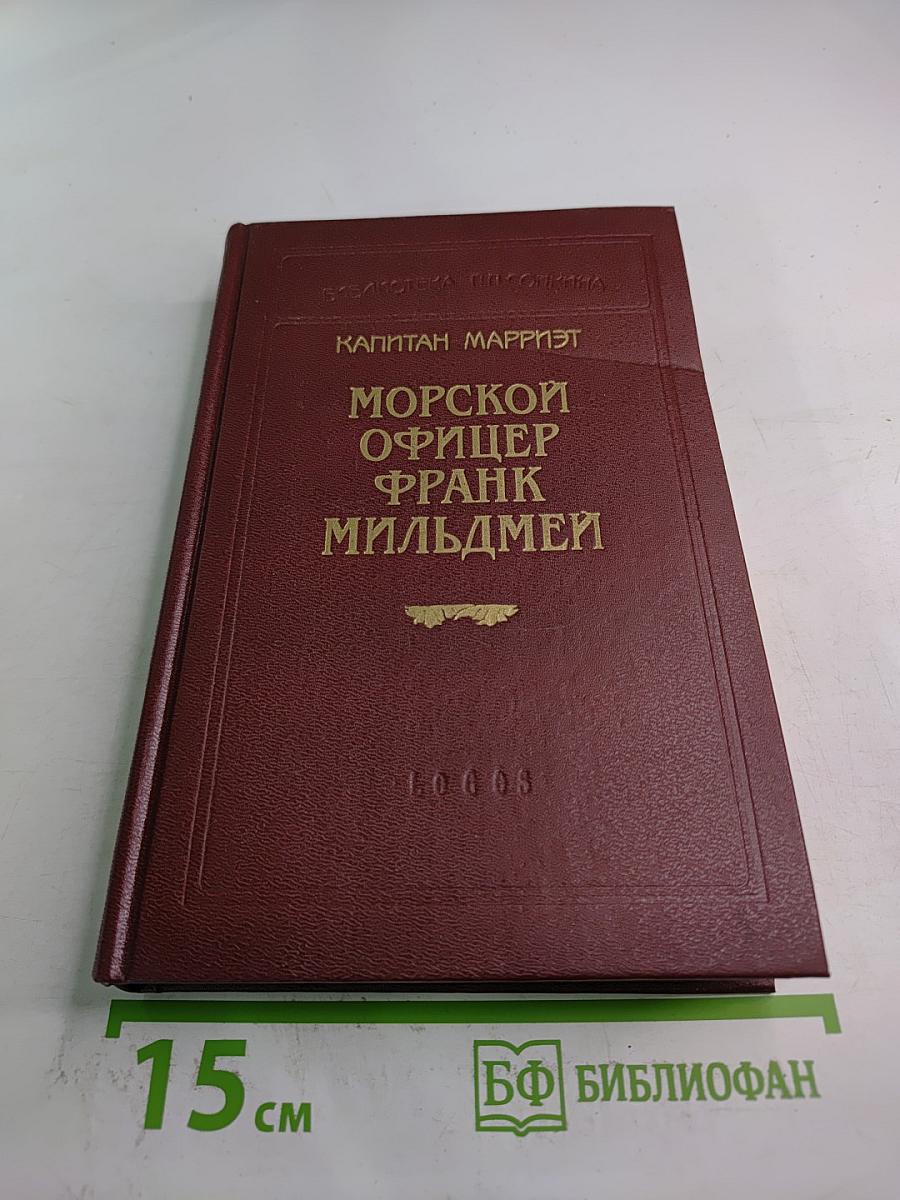 БИБЛИОТЕКА П.П.СОЙКИНА
КАПИТАН МАРРИЭТ
МОРСКОЙ
ОФИЦЕР
ФРАНК
МИЛЬДМЕЙ
LOGOS
15 см
БФ БИБЛИОФАН